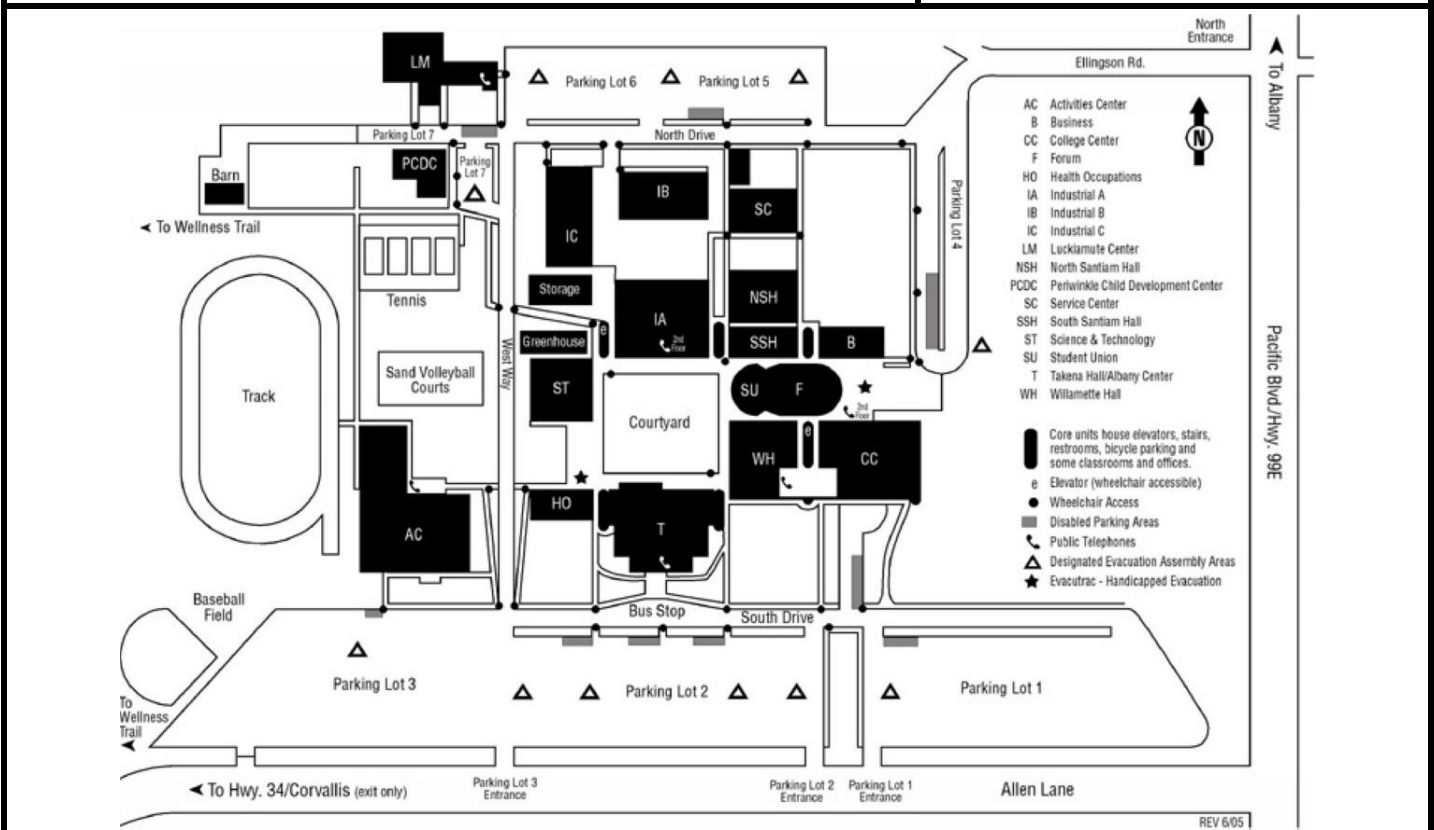 North
Entrance
Ellingson Rd.
To Albany
LM
Parking Lot 6
Parking Lot 5
Parking Lot 7
North Drive
PCDC
Parking
Lot 7
Barn
To Wellness Trail
IC
IB
SC
Parking Lot 4
N
AC Activities Center
B Business
CC College Center
F Forum
HO Health Occupations
IA Industrial A
IB Industrial B
IC Industrial C
LM Luckiamute Center
NSH North Santiam Hall
PCDC Periwinkle Child Development Center
SC Service Center
SSH South Santiam Hall
ST Science & Technology
SU Student Union
T Takena Hall/Albany Center
WH Willamette Hall
Tennis
Storage
Greenhouse
e
IA
2nd
Floor
NSH
SSH
B
West Way
Sand Volleyball
Courts
Track
ST
Courtyard
SU
F
2nd
Floor
Pacific Blvd./Hwy. 99E
WH
e
CC
Core units house elevators, stairs,
restrooms, bicycle parking and
some classrooms and offices.
e Elevator (wheelchair accessible)
Wheelchair Access
Disabled Parking Areas
Public Telephones
Designated Evacuation Assembly Areas
Evacutrac - Handicapped Evacuation
AC
HO
T
Baseball
Field
Bus Stop
South Drive
Parking Lot 3
Parking Lot 2
Parking Lot 1
To
Wellness
Trail
To Hwy. 34/Corvallis (exit only)
Parking Lot 3
Entrance
Parking Lot 2
Entrance
Parking Lot 1
Entrance
Allen Lane
REV 6/05